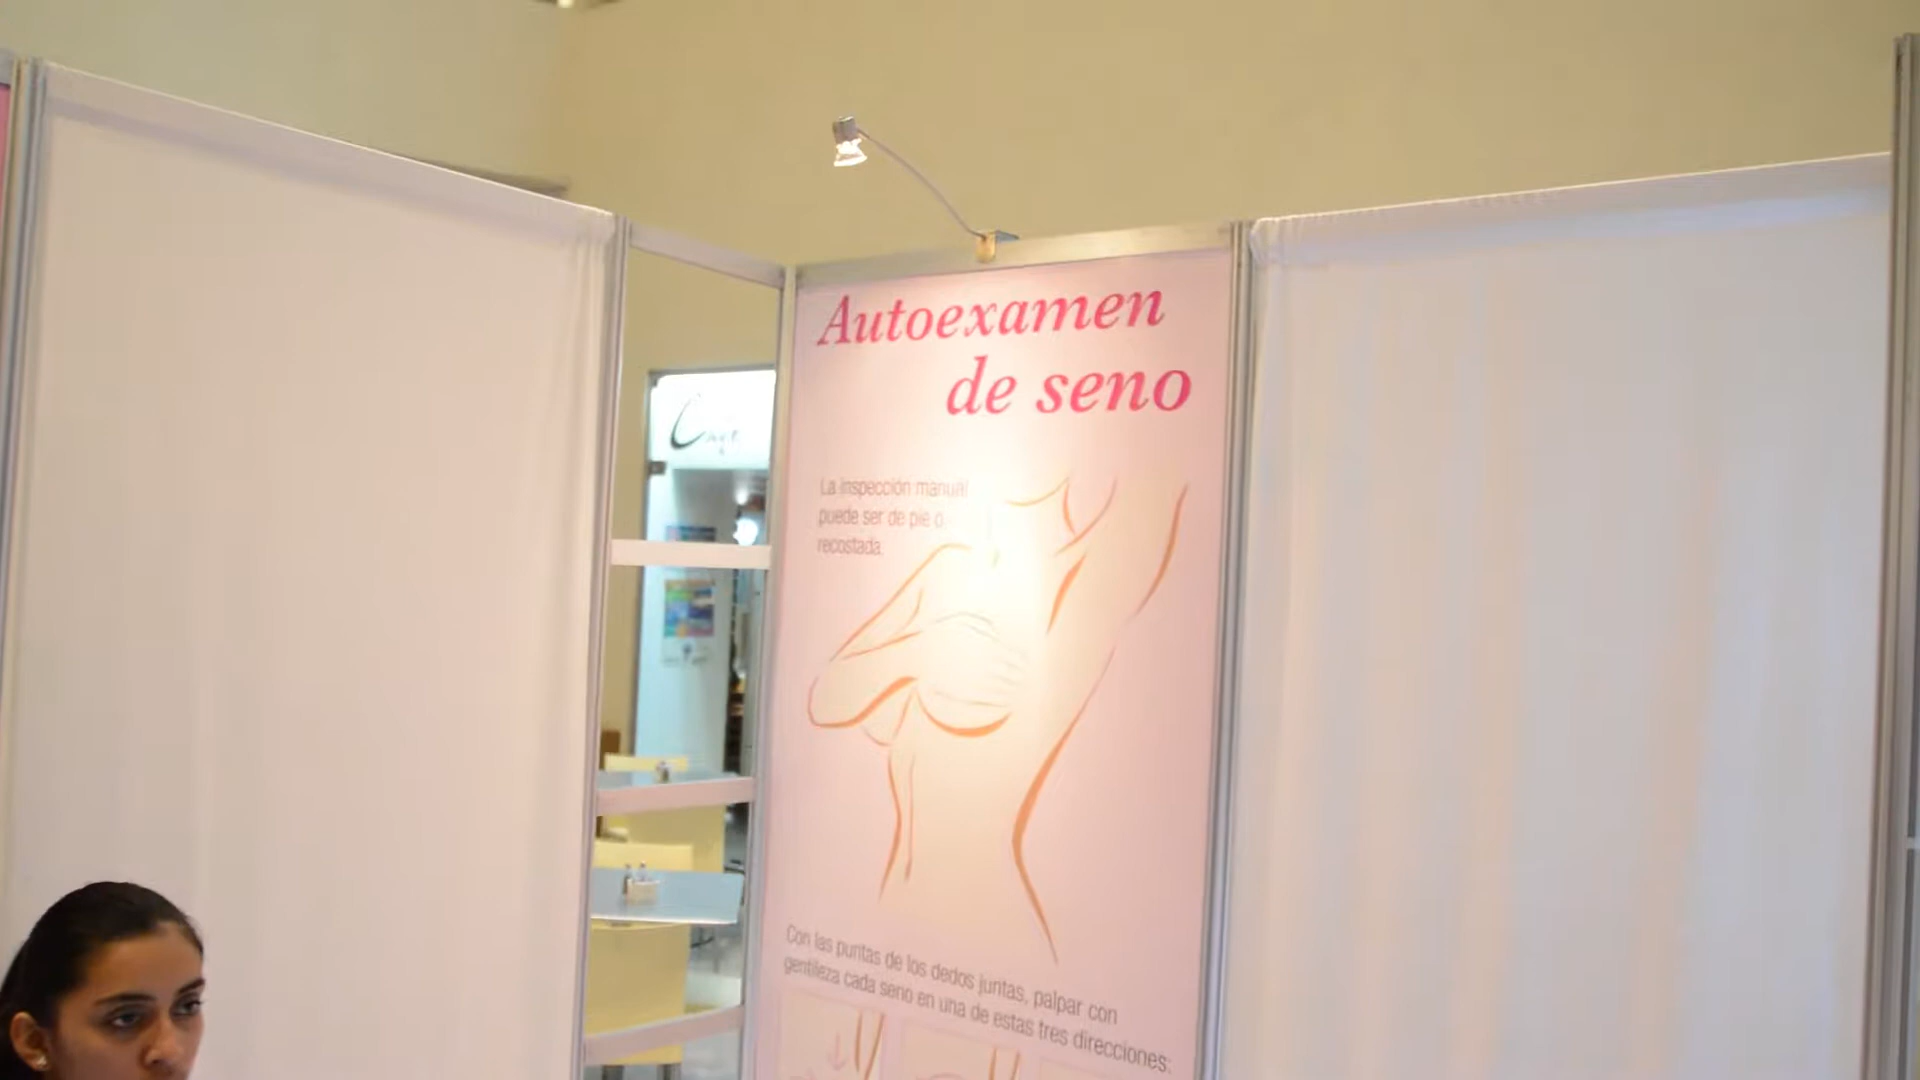 Autoexamen
de seno
La inspección manual
puede ser de pie o
recostada.
Con las puntas de los dedos juntas, palpar con
gentileza cada seno en una de estas tres direcciones: